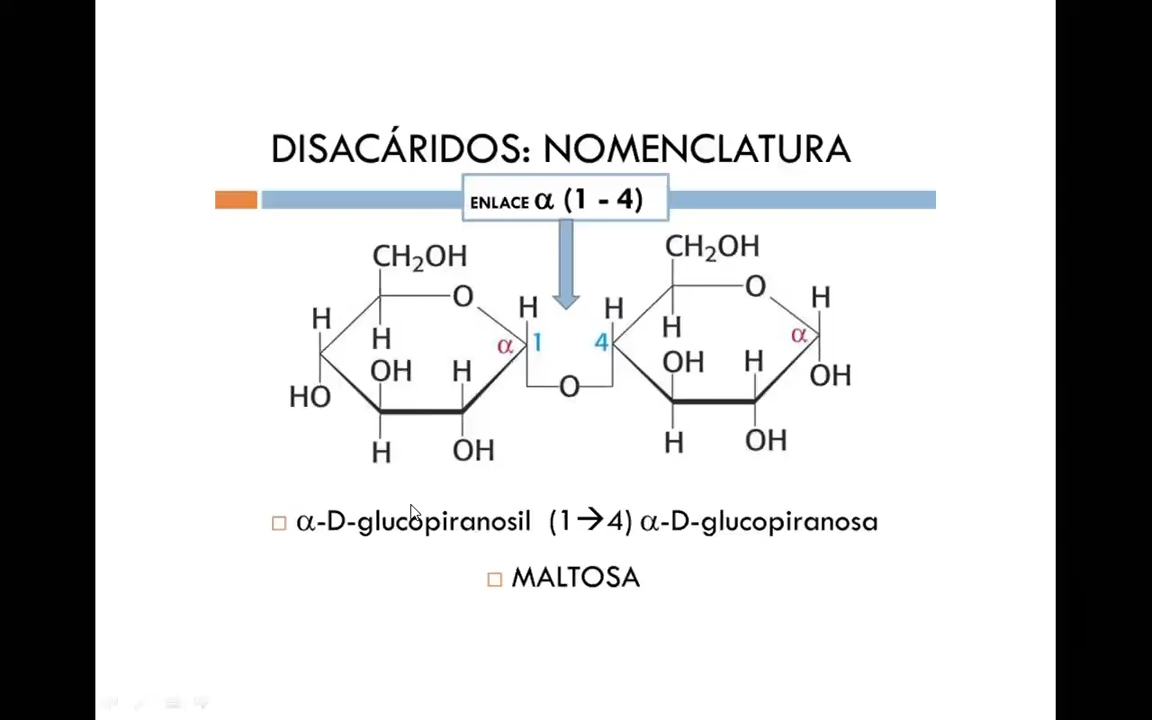 DISACÁRIDOS: NOMENCLATURA
ENLACE α (1 - 4)
CH₂OH CH₂OH
O O
H H H H
H H
α 1 4 α
OH H OH H
HO O OH
H OH H OH
α-D-glucopiranosil (1→4) α-D-glucopiranosa
MALTOSA